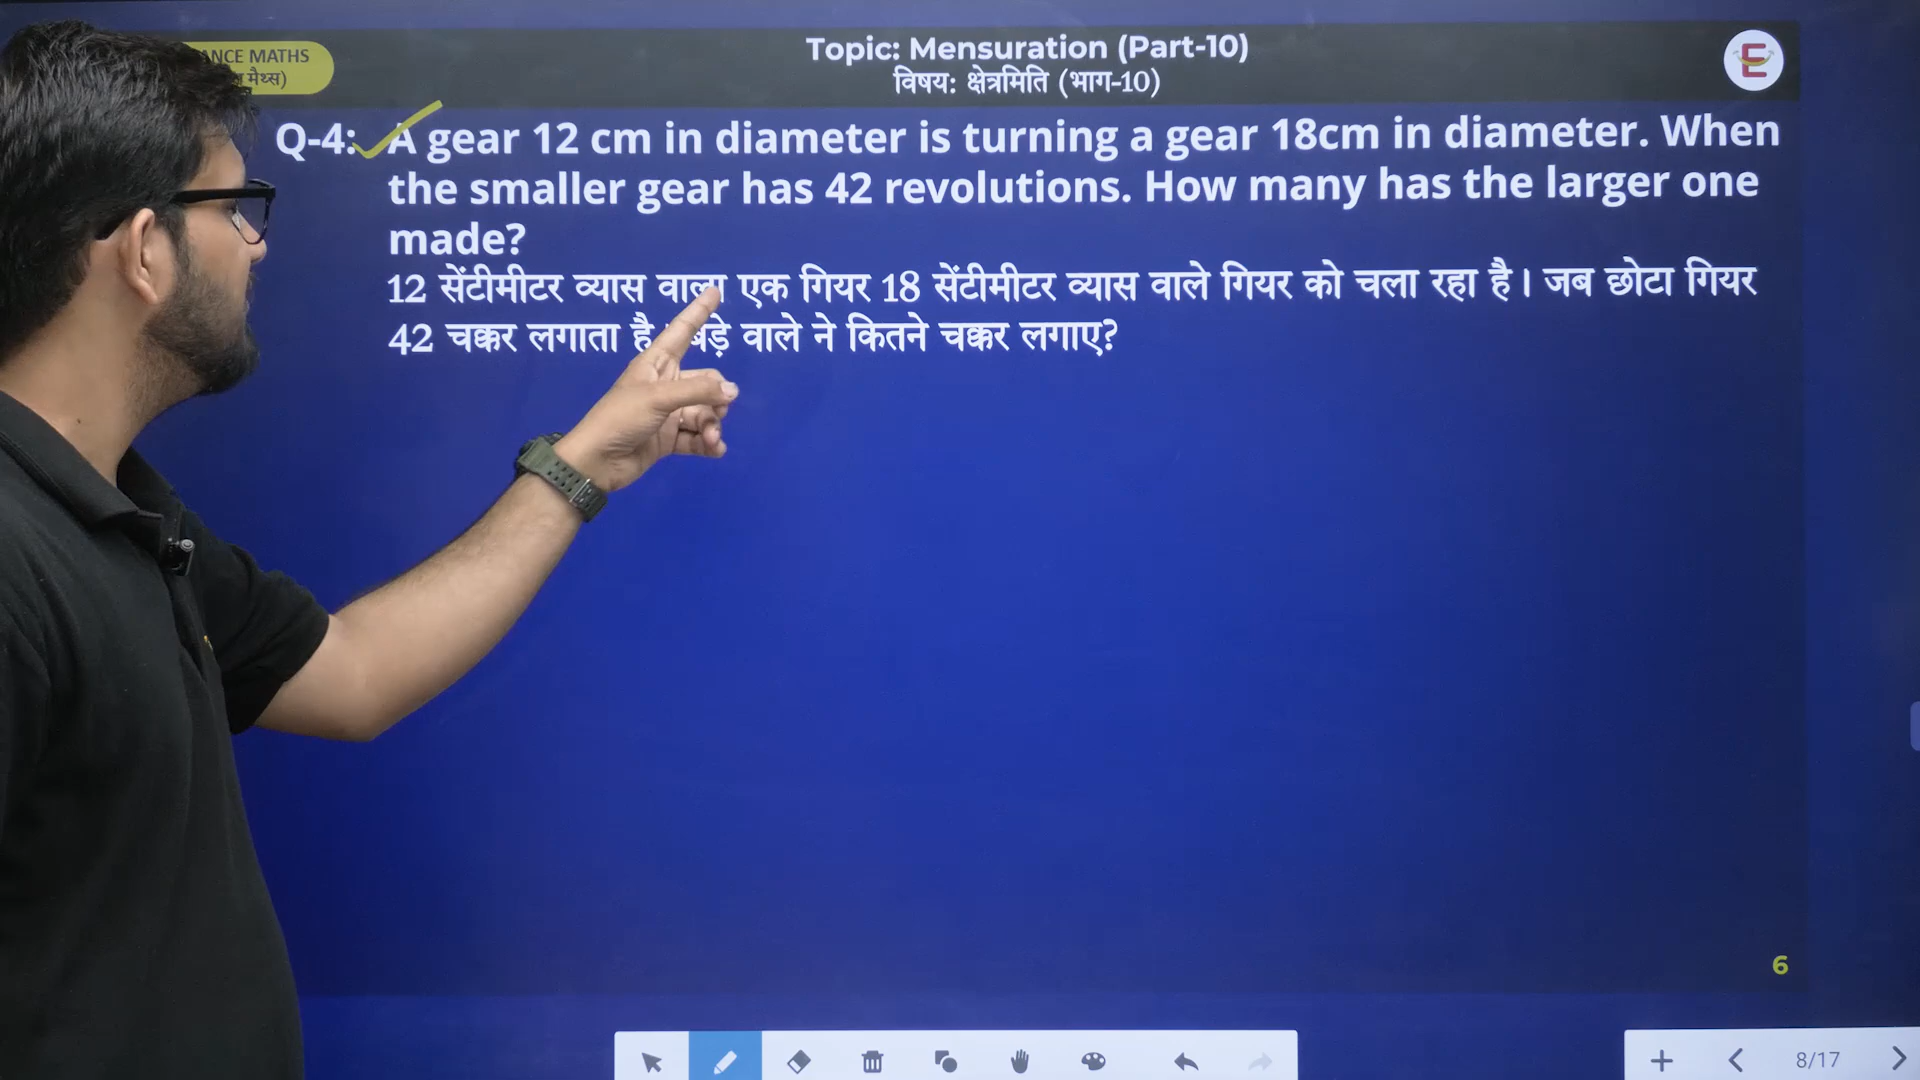 ANCE MATHS
मैथ्स)
Topic: Mensuration (Part-10)
विषय: क्षेत्रमिति (भाग-10)
E
Q-4: A gear 12 cm in diameter is turning a gear 18cm in diameter. When
the smaller gear has 42 revolutions. How many has the larger one
made?
12 सेंटीमीटर व्यास वाला एक गियर 18 सेंटीमीटर व्यास वाले गियर को चला रहा है। जब छोटा गियर
42 चक्कर लगाता है बड़े वाले ने कितने चक्कर लगाए?
6
8/17